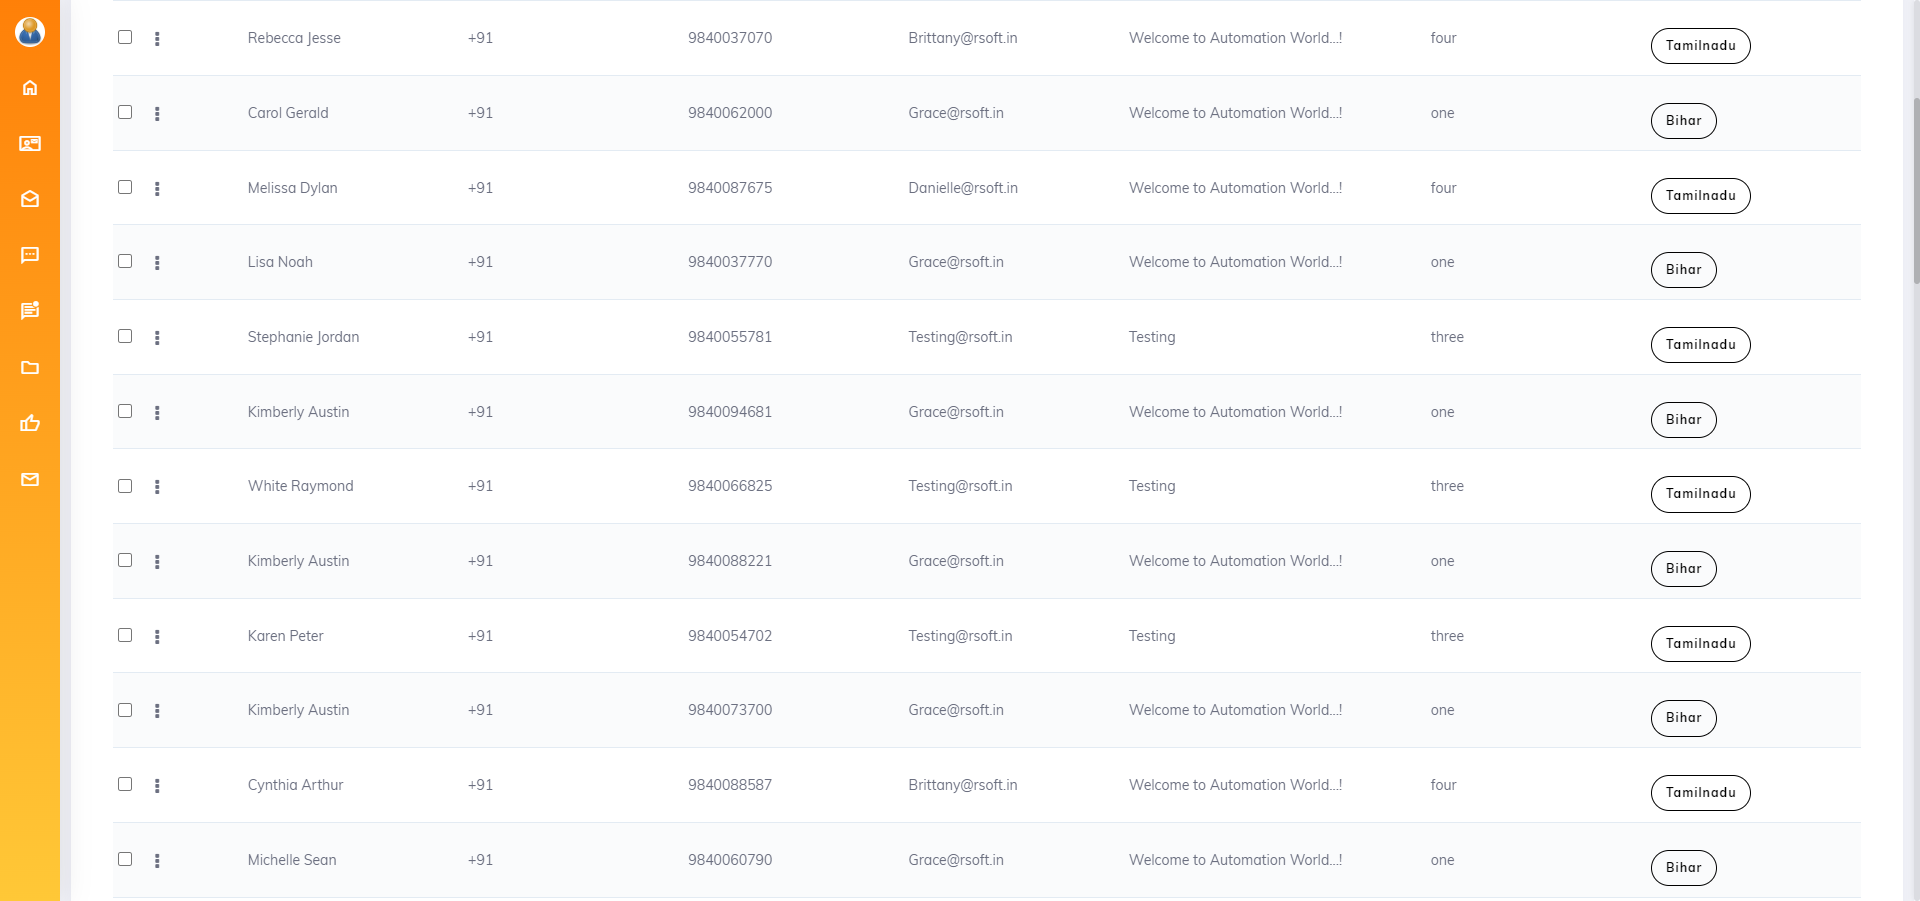 Rebecca Jesse +91 9840037070 Brittany@rsoft.in Welcome to Automation World...! four Tamilnadu
Carol Gerald +91 9840062000 Grace@rsoft.in Welcome to Automation World...! one Bihar
Melissa Dylan +91 9840087675 Danielle@rsoft.in Welcome to Automation World...! four Tamilnadu
Lisa Noah +91 9840037770 Grace@rsoft.in Welcome to Automation World...! one Bihar
Stephanie Jordan +91 9840055781 Testing@rsoft.in Testing three Tamilnadu
Kimberly Austin +91 9840094681 Grace@rsoft.in Welcome to Automation World...! one Bihar
White Raymond +91 9840066825 Testing@rsoft.in Testing three Tamilnadu
Kimberly Austin +91 9840088221 Grace@rsoft.in Welcome to Automation World...! one Bihar
Karen Peter +91 9840054702 Testing@rsoft.in Testing three Tamilnadu
Kimberly Austin +91 9840073700 Grace@rsoft.in Welcome to Automation World...! one Bihar
Cynthia Arthur +91 9840088587 Brittany@rsoft.in Welcome to Automation World...! four Tamilnadu
Michelle Sean +91 9840060790 Grace@rsoft.in Welcome to Automation World...! one Bihar